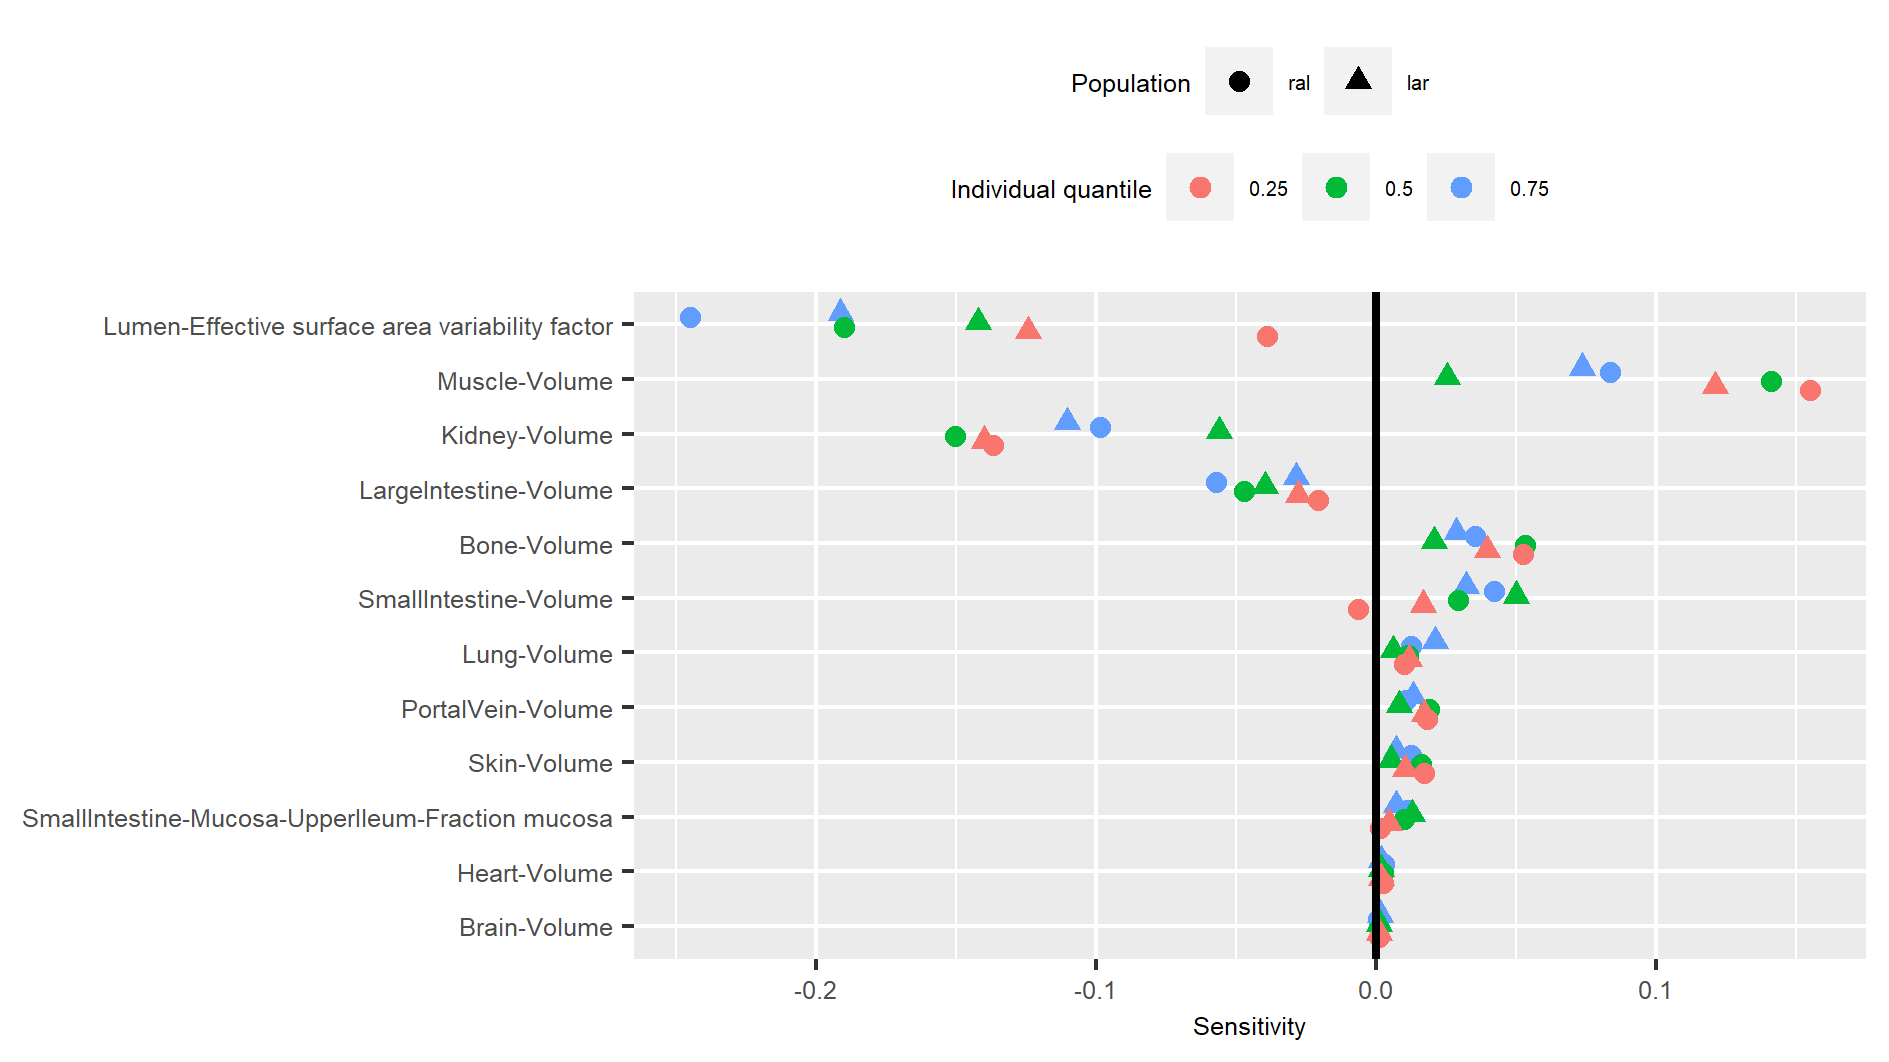 Population ral lar
Individual quantile 0.25 0.5 0.75
Lumen-Effective surface area variability factor
Muscle-Volume
Kidney-Volume
LargeIntestine-Volume
Bone-Volume
SmallIntestine-Volume
Lung-Volume
PortalVein-Volume
Skin-Volume
SmallIntestine-Mucosa-UpperIleum-Fraction mucosa
Heart-Volume
Brain-Volume
-0.2 -0.1 0.0 0.1
Sensitivity